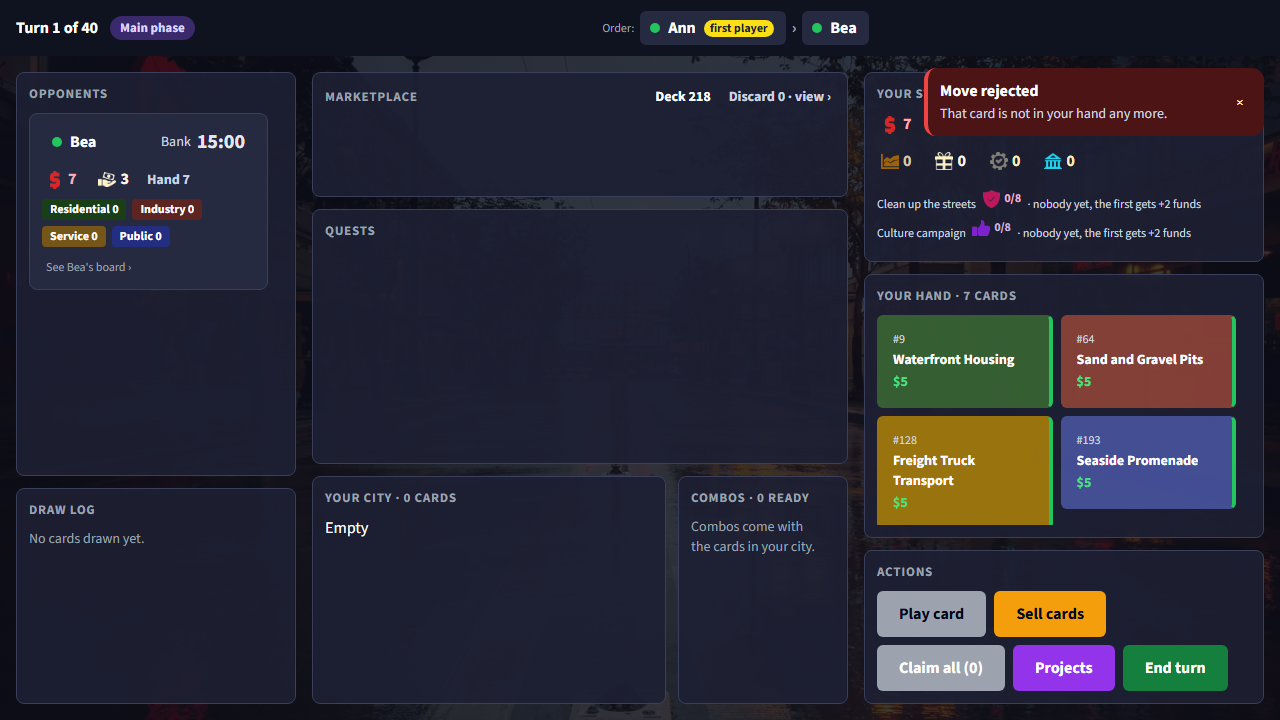 Turn 1 of 40 Main phase
Order: Ann first player › Bea
OPPONENTS
Bea Bank 15:00
7 3 Hand 7
Residential 0 Industry 0
Service 0 Public 0
See Bea's board ›
DRAW LOG
No cards drawn yet.
MARKETPLACE Deck 218 Discard 0 · view ›
QUESTS
YOUR CITY · 0 CARDS
Empty
COMBOS · 0 READY
Combos come with
the cards in your city.
YOUR S
Move rejected
That card is not in your hand any more.
×
7
0 0 0 0
Clean up the streets 0/8 · nobody yet, the first gets +2 funds
Culture campaign 0/8 · nobody yet, the first gets +2 funds
YOUR HAND · 7 CARDS
#9
Waterfront Housing
$5
#64
Sand and Gravel Pits
$5
#128
Freight Truck
Transport
$5
#193
Seaside Promenade
$5
ACTIONS
Play card Sell cards
Claim all (0) Projects End turn